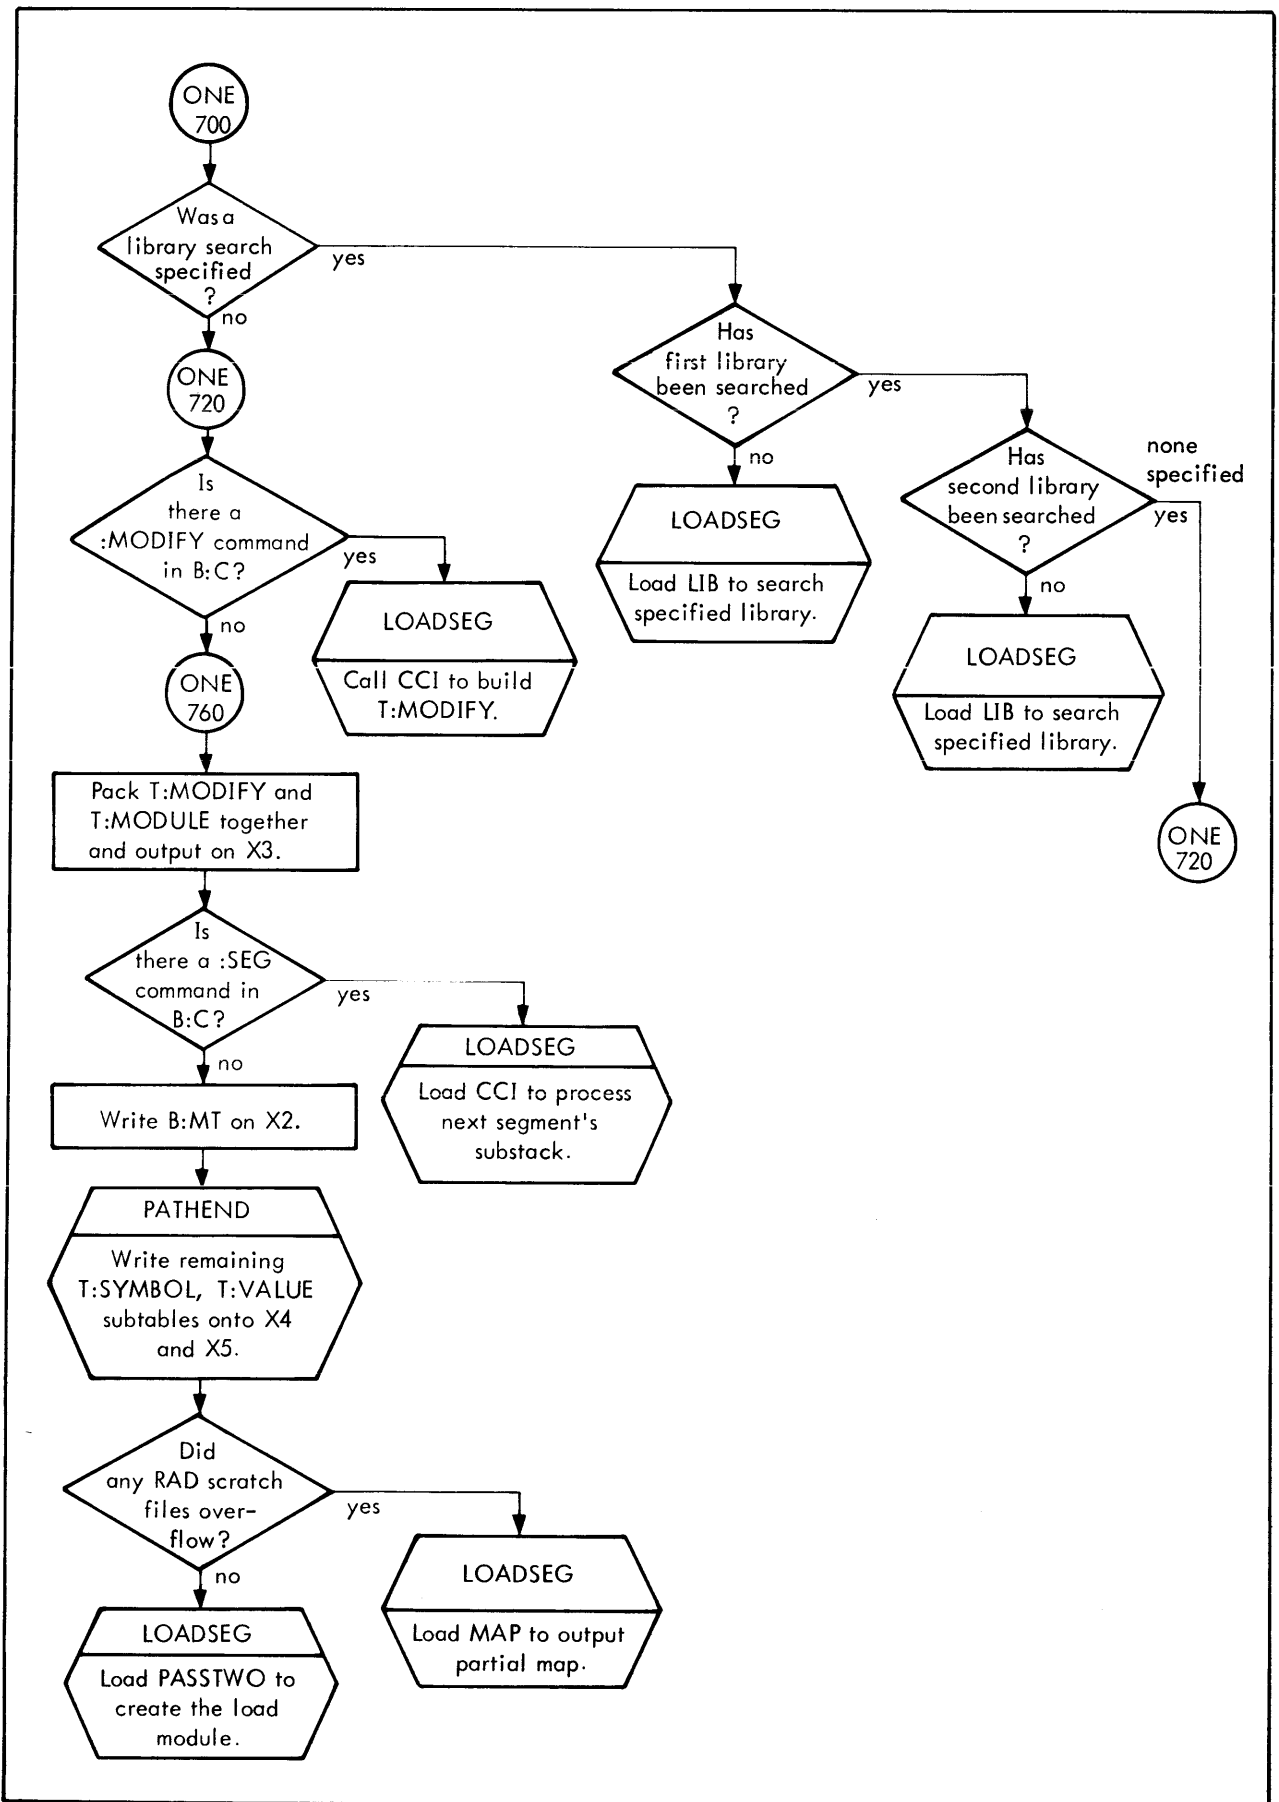 ONE
700
Was a
library search
specified
?
yes
no
ONE
720
Is
there a
:MODIFY command
in B:C?
yes
no
LOADSEG
Call CCI to build
T:MODIFY.
Has
first library
been searched
?
yes
no
LOADSEG
Load LIB to search
specified library.
Has
second library
been searched
?
none
specified
yes
no
LOADSEG
Load LIB to search
specified library.
ONE
720
ONE
760
Pack T:MODIFY and
T:MODULE together
and output on X3.
Is
there a :SEG
command in
B:C?
yes
no
LOADSEG
Load CCI to process
next segment's
substack.
Write B:MT on X2.
PATHEND
Write remaining
T:SYMBOL, T:VALUE
subtables onto X4
and X5.
Did
any RAD scratch
files over-
flow?
yes
no
LOADSEG
Load MAP to output
partial map.
LOADSEG
Load PASSTWO to
create the load
module.